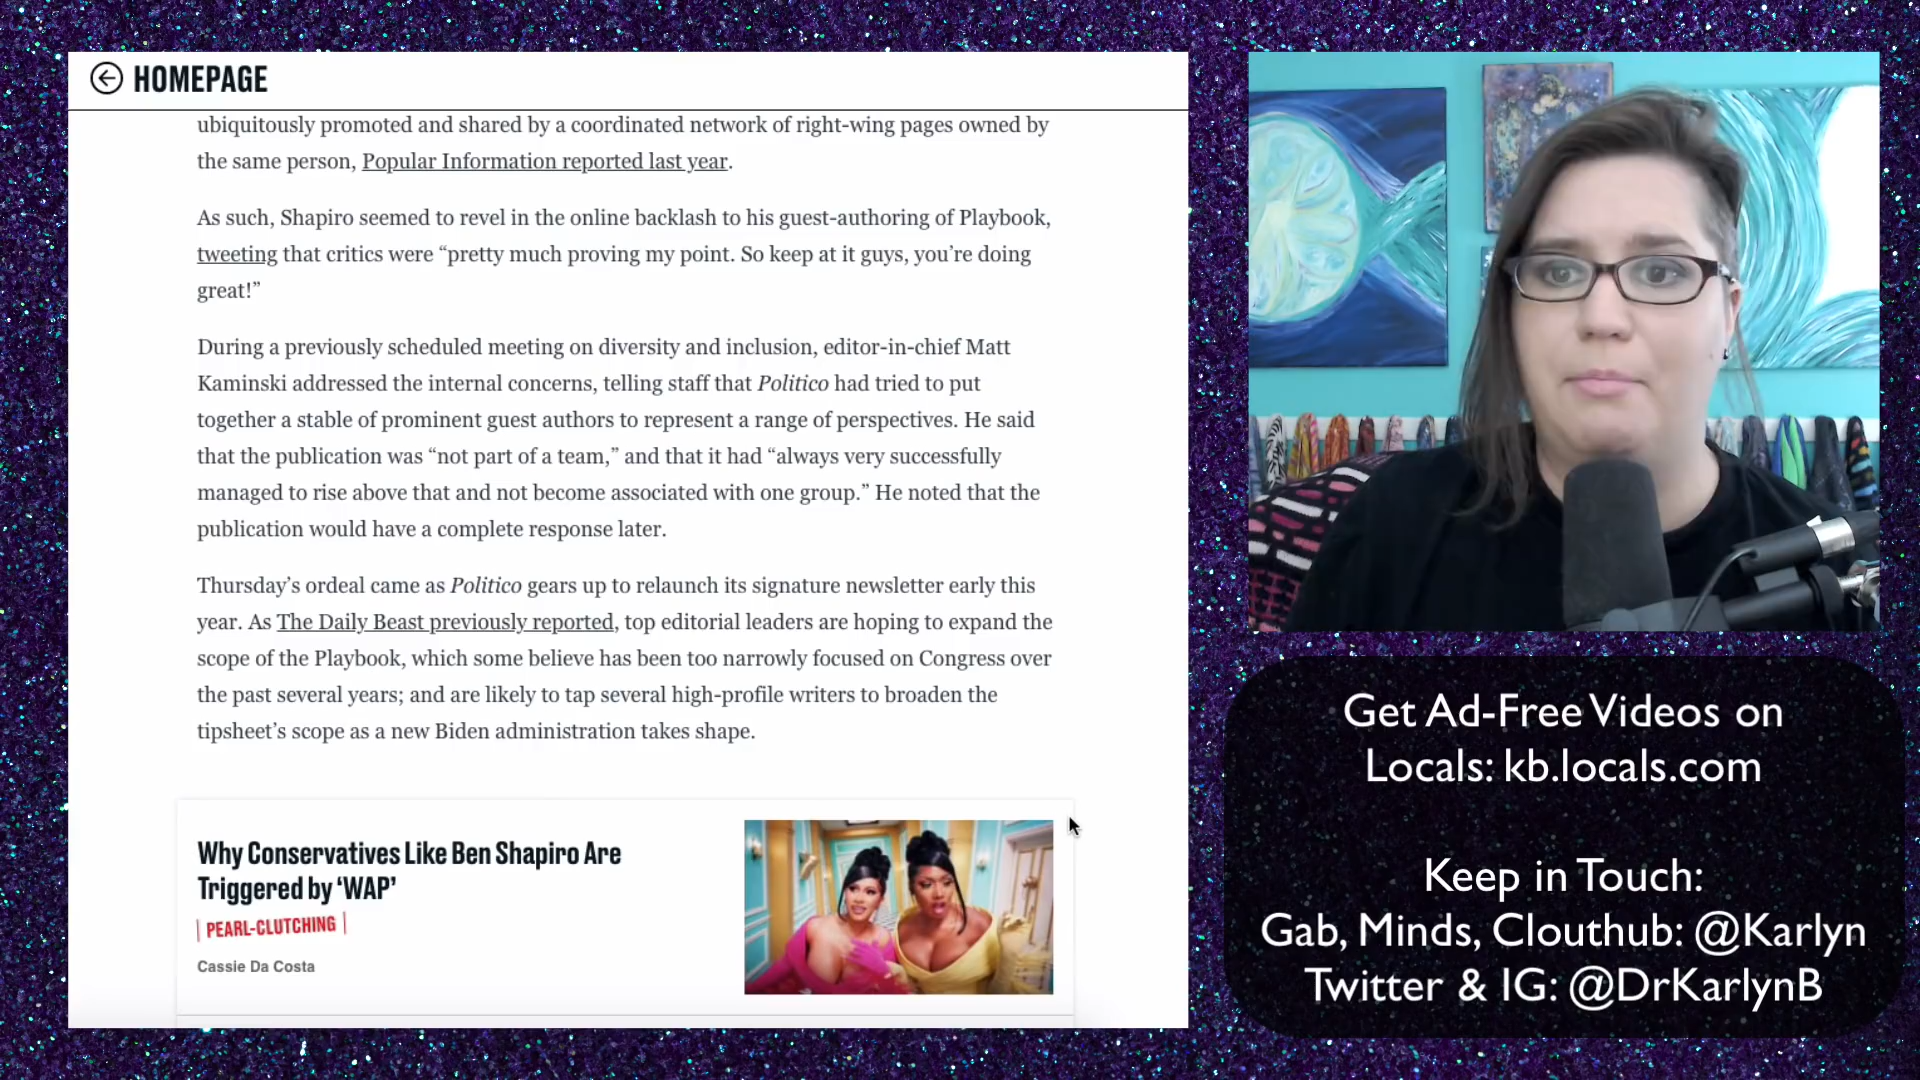 HOMEPAGE
ubiquitously promoted and shared by a coordinated network of right-wing pages owned by
the same person, Popular Information reported last year.
As such, Shapiro seemed to revel in the online backlash to his guest-authoring of Playbook,
tweeting that critics were “pretty much proving my point. So keep at it guys, you’re doing
great!”
During a previously scheduled meeting on diversity and inclusion, editor-in-chief Matt
Kaminski addressed the internal concerns, telling staff that Politico had tried to put
together a stable of prominent guest authors to represent a range of perspectives. He said
that the publication was “not part of a team,” and that it had “always very successfully
managed to rise above that and not become associated with one group.” He noted that the
publication would have a complete response later.
Thursday’s ordeal came as Politico gears up to relaunch its signature newsletter early this
year. As The Daily Beast previously reported, top editorial leaders are hoping to expand the
scope of the Playbook, which some believe has been too narrowly focused on Congress over
the past several years; and are likely to tap several high-profile writers to broaden the
tipsheet’s scope as a new Biden administration takes shape.
Why Conservatives Like Ben Shapiro Are
Triggered by ‘WAP’
PEARL-CLUTCHING
Cassie Da Costa
Get Ad-Free Videos on
Locals: kb.locals.com
Keep in Touch:
Gab, Minds, Clouthub: @Karlyn
Twitter & IG: @DrKarlynB